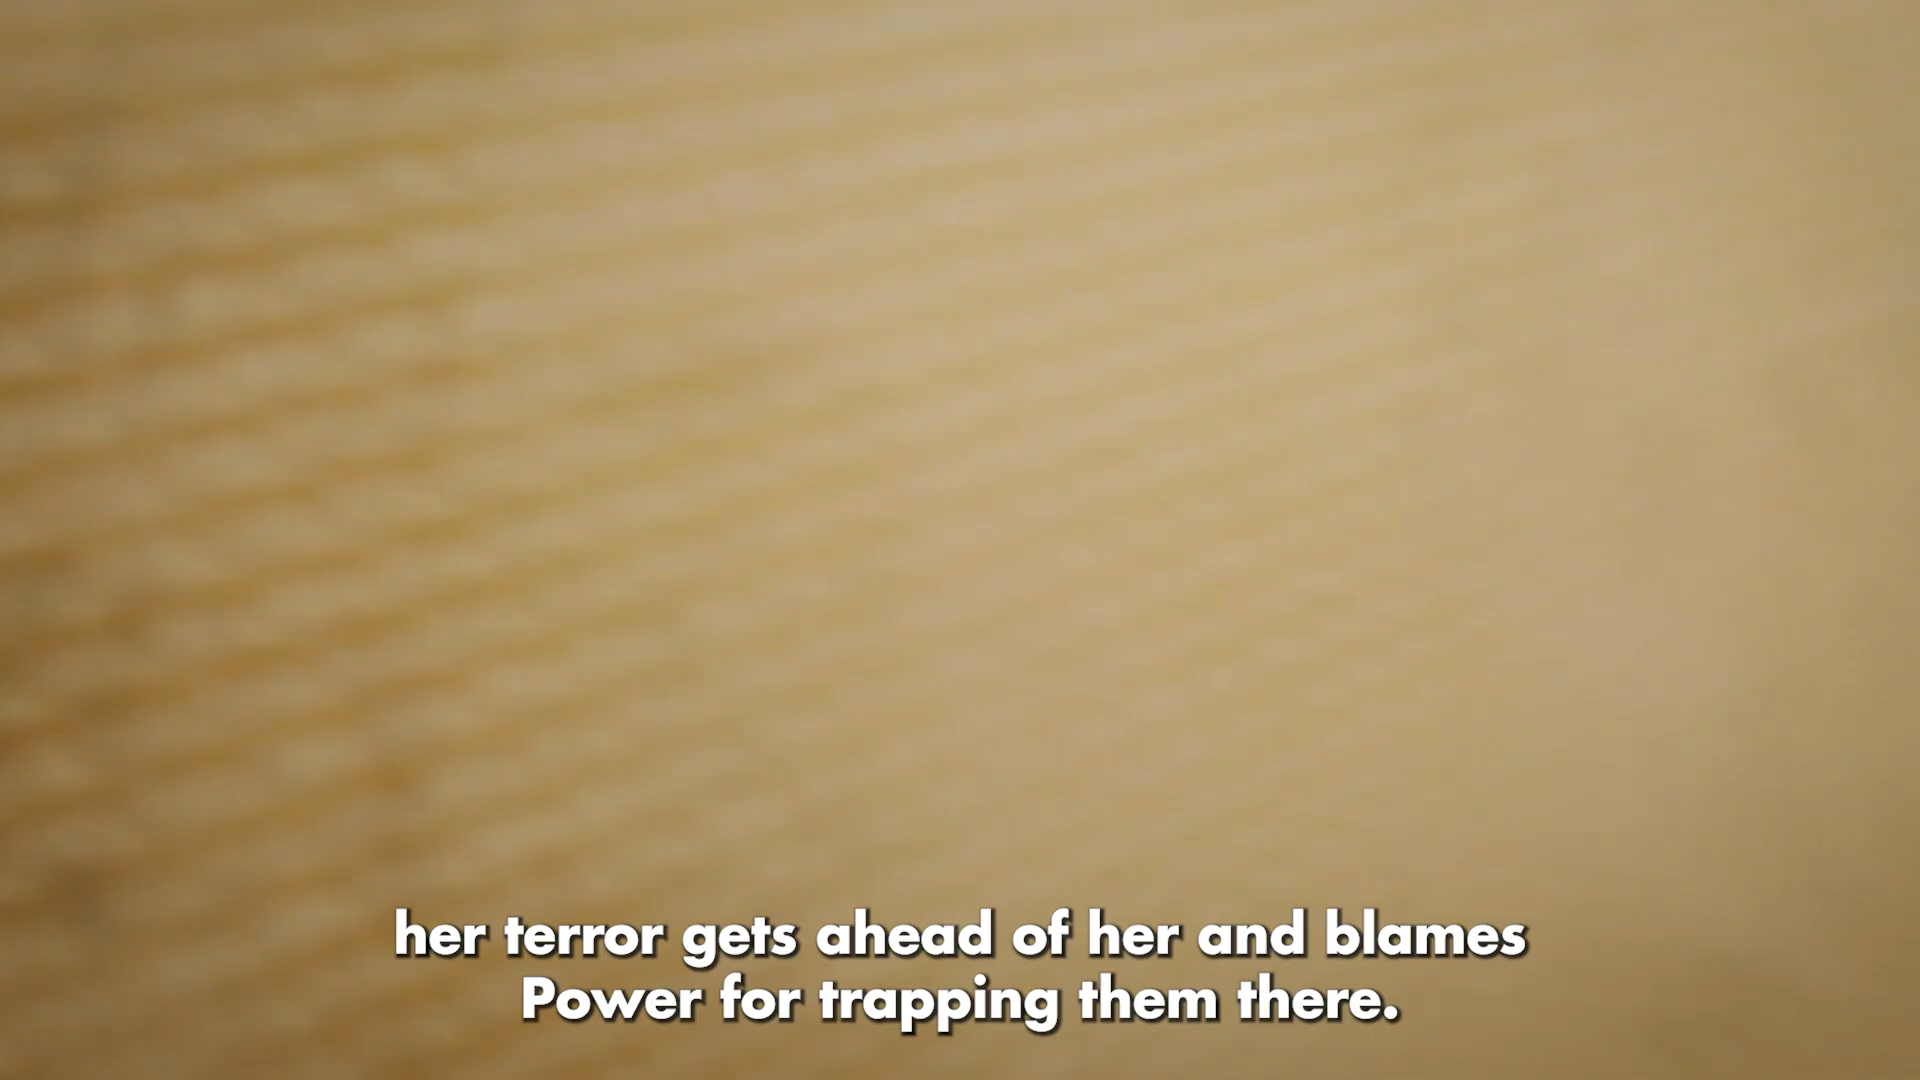 her terror gets ahead of her and blames
Power for trapping them there.